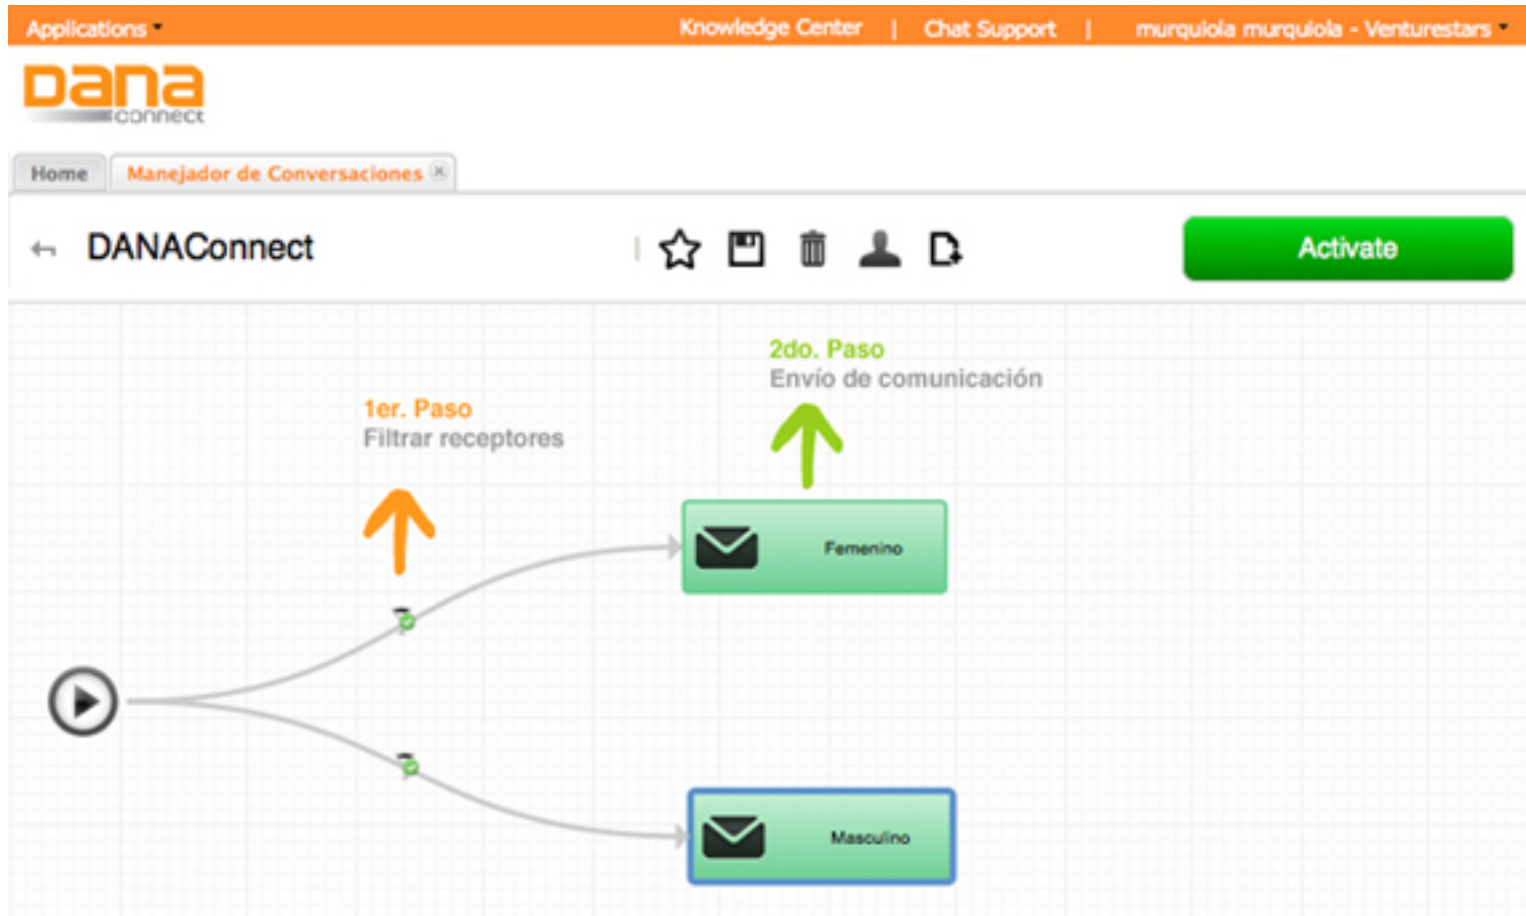 Applications
Knowledge Center | Chat Support | murquiola murquiola - Venturestars
Dana
connect
Home
Manejador de Conversaciones
DANAConnect
Activate
2do. Paso
Envío de comunicación
1er. Paso
Filtrar receptores
Femenino
Masculino